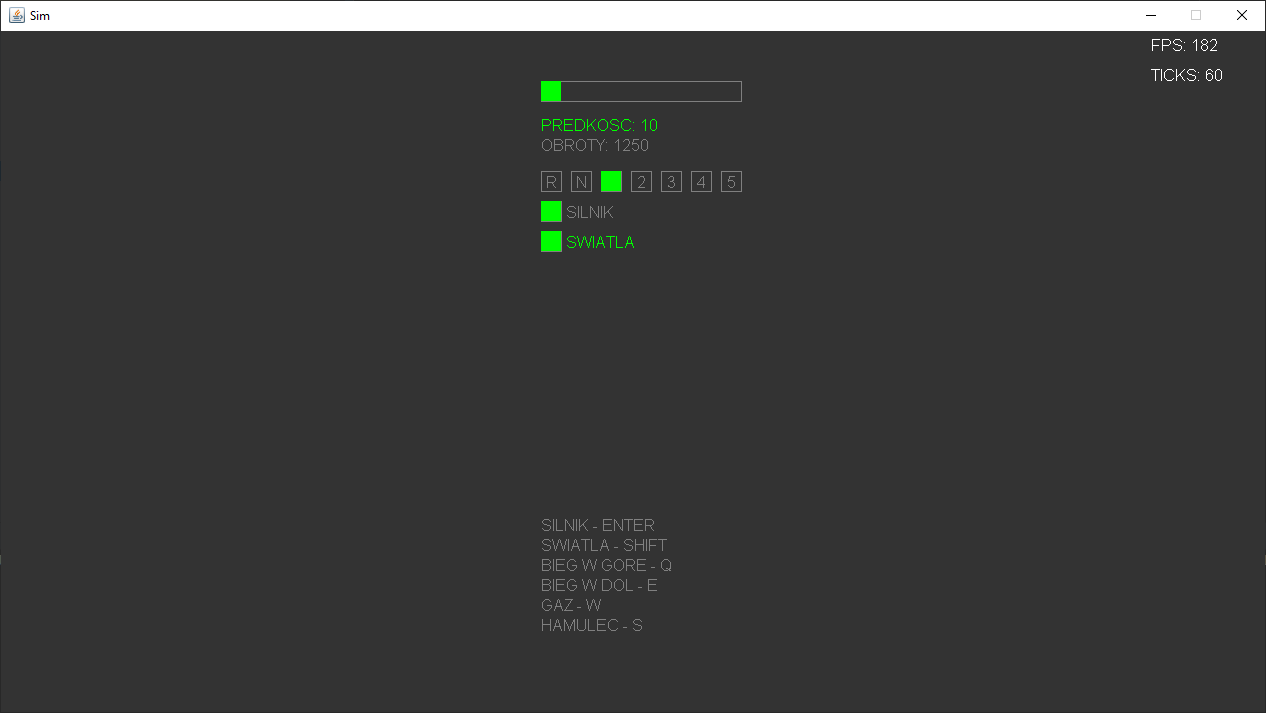 Sim
FPS: 182
TICKS: 60
PREDKOSC: 10
OBROTY: 1250
R N 2 3 4 5
SILNIK
SWIATLA
SILNIK - ENTER
SWIATLA - SHIFT
BIEG W GORE - Q
BIEG W DOL - E
GAZ - W
HAMULEC - S